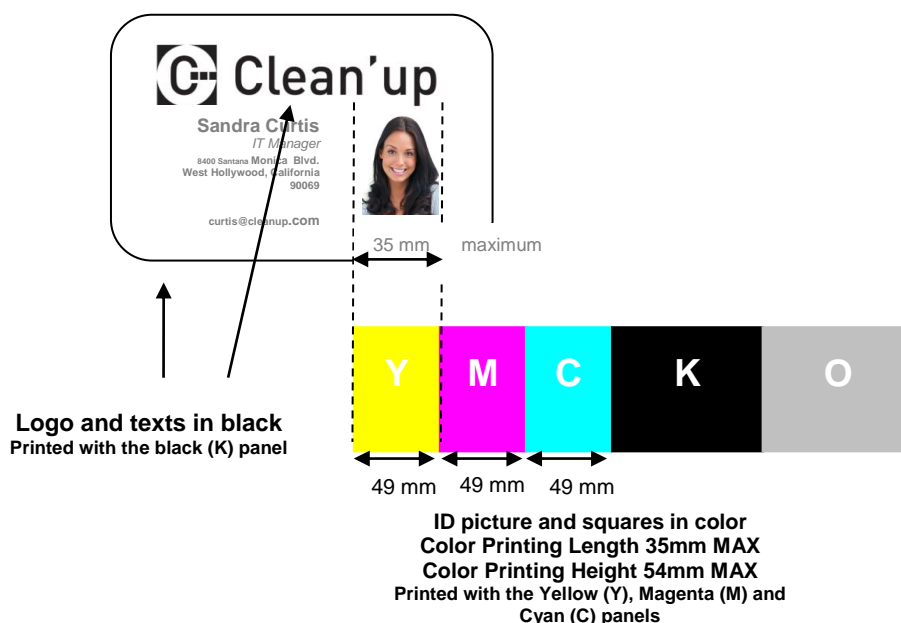 C Clean'up
Sandra Curtis
IT Manager
8400 Santana Monica Blvd.
West Hollywood, California
90069
curtis@cleanup.com
35 mm maximum
Y M C K O
Logo and texts in black
Printed with the black (K) panel
49 mm 49 mm 49 mm
ID picture and squares in color
Color Printing Length 35mm MAX
Color Printing Height 54mm MAX
Printed with the Yellow (Y), Magenta (M) and
Cyan (C) panels